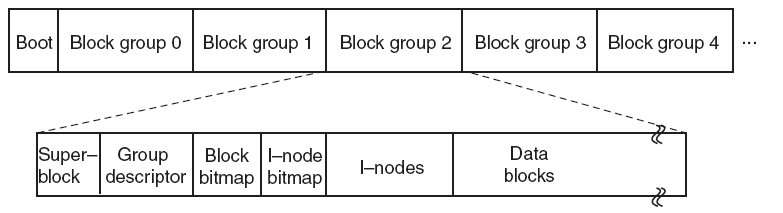 Boot Block group 0 Block group 1 Block group 2 Block group 3 Block group 4 ...
Super– Group Block I–node I–nodes Data
block descriptor bitmap bitmap blocks